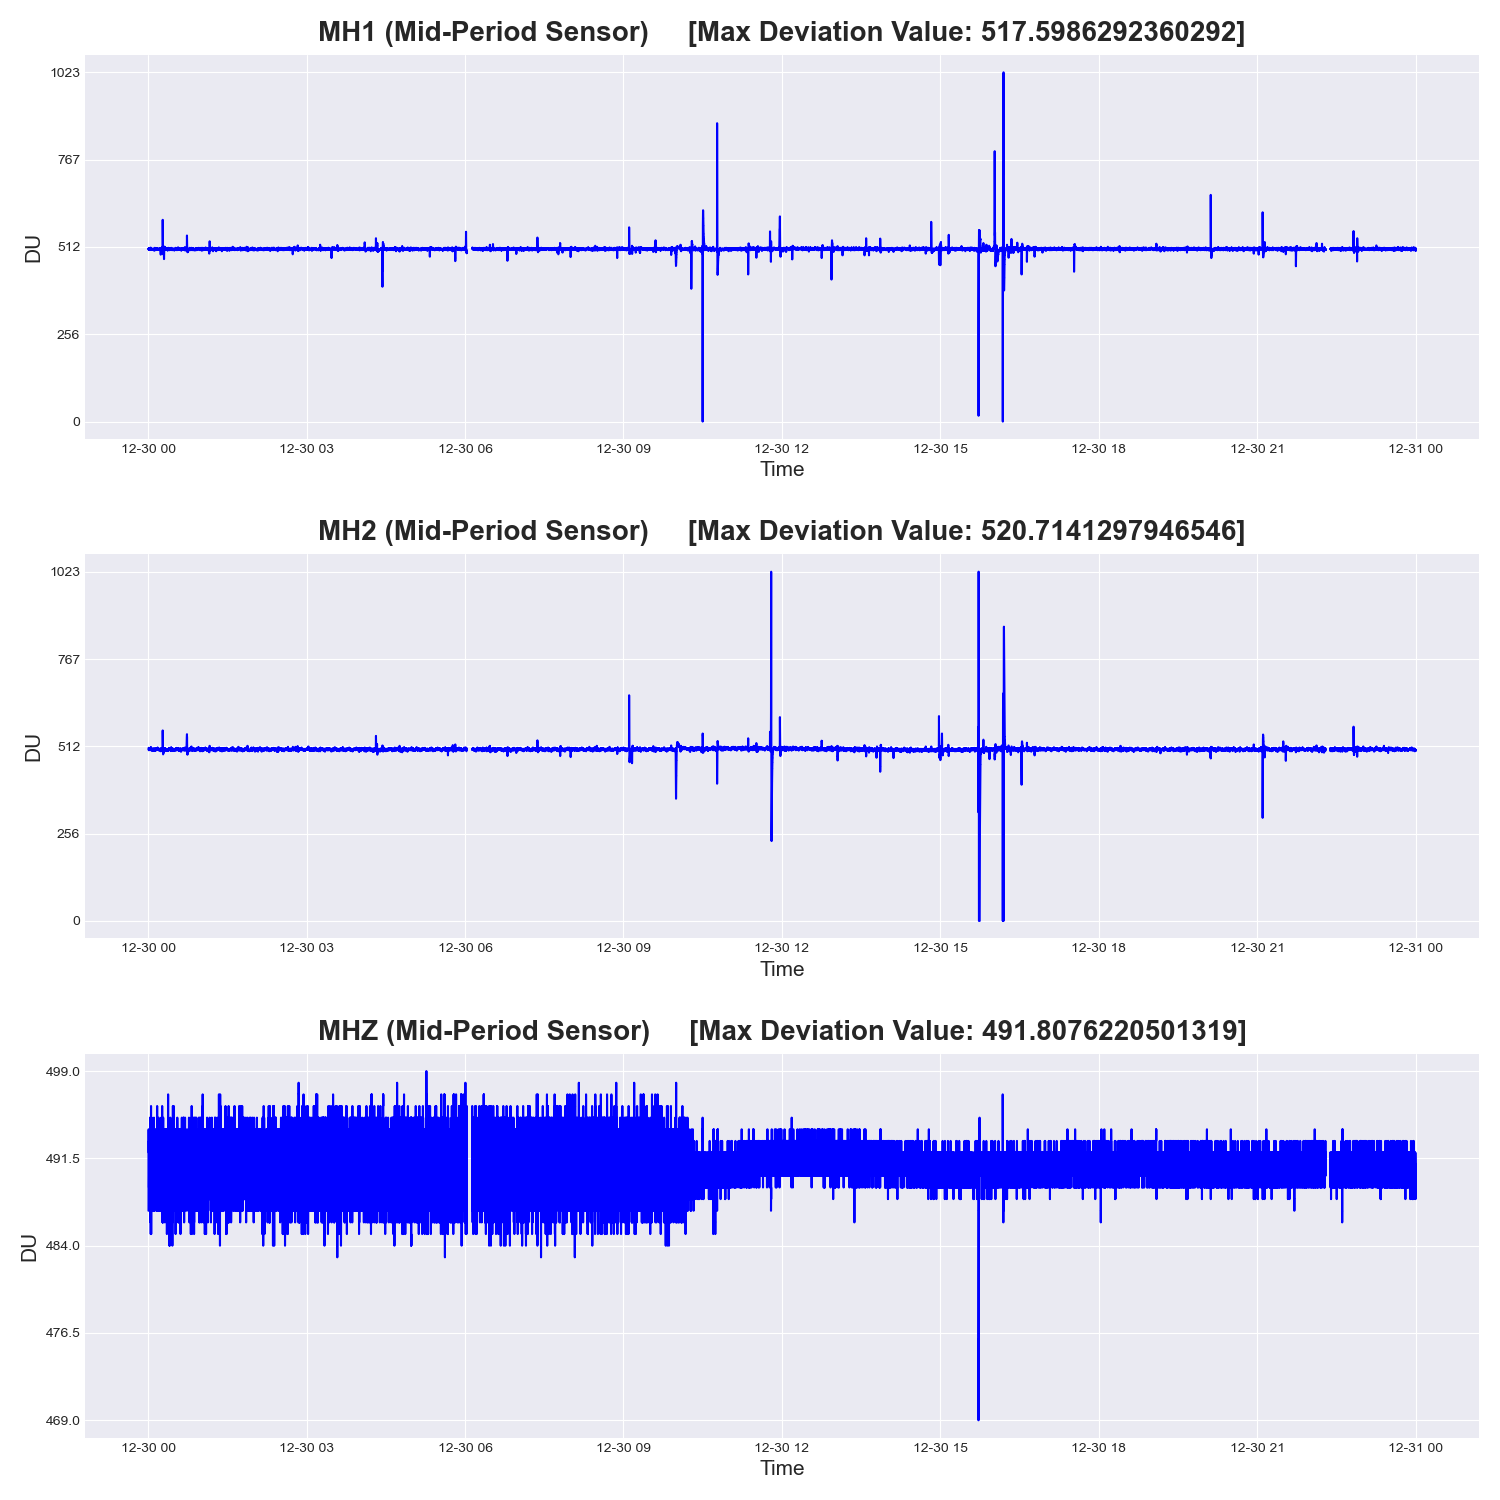 MH1 (Mid-Period Sensor) [Max Deviation Value: 517.5986292360292]
1023
767
512
256
0
DU
12-30 00 12-30 03 12-30 06 12-30 09 12-30 12 12-30 15 12-30 18 12-30 21 12-31 00
Time
MH2 (Mid-Period Sensor) [Max Deviation Value: 520.7141297946546]
1023
767
512
256
0
DU
12-30 00 12-30 03 12-30 06 12-30 09 12-30 12 12-30 15 12-30 18 12-30 21 12-31 00
Time
MHZ (Mid-Period Sensor) [Max Deviation Value: 491.8076220501319]
499.0
491.5
484.0
476.5
469.0
DU
12-30 00 12-30 03 12-30 06 12-30 09 12-30 12 12-30 15 12-30 18 12-30 21 12-31 00
Time